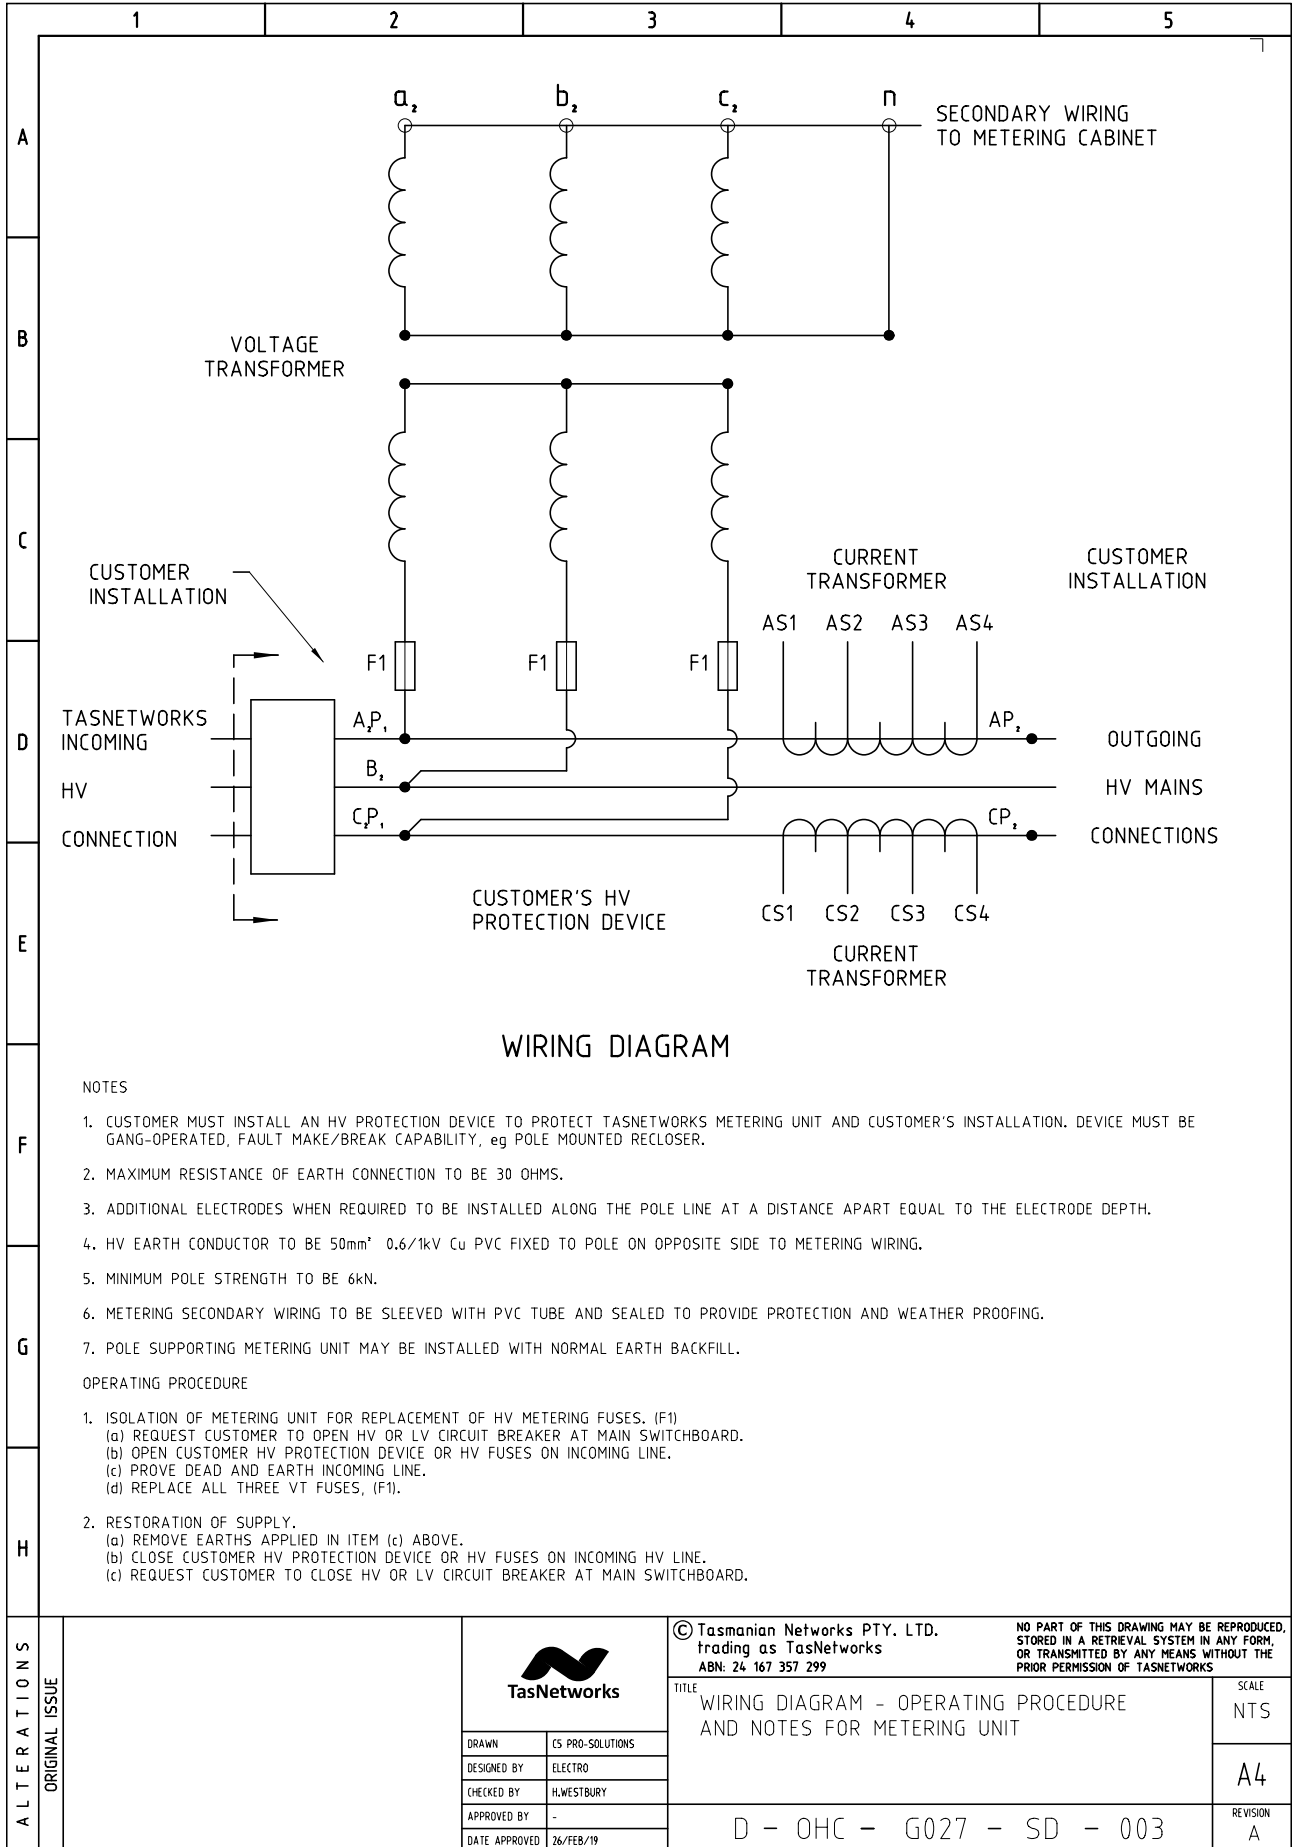 1 2 3 4 5
A
B
C
D
E
F
G
H
a₂ b₂ c₂ n
SECONDARY WIRING
TO METERING CABINET
VOLTAGE
TRANSFORMER
CUSTOMER
INSTALLATION
CURRENT
TRANSFORMER
CUSTOMER
INSTALLATION
AS1 AS2 AS3 AS4
F1 F1 F1
TASNETWORKS
INCOMING
HV
CONNECTION
A₂P₁
B₂
C₂P₁
AP₂
CP₂
OUTGOING
HV MAINS
CONNECTIONS
CUSTOMER'S HV
PROTECTION DEVICE
CS1 CS2 CS3 CS4
CURRENT
TRANSFORMER
WIRING DIAGRAM
NOTES
1. CUSTOMER MUST INSTALL AN HV PROTECTION DEVICE TO PROTECT TASNETWORKS METERING UNIT AND CUSTOMER'S INSTALLATION. DEVICE MUST BE
GANG-OPERATED, FAULT MAKE/BREAK CAPABILITY, eg POLE MOUNTED RECLOSER.
2. MAXIMUM RESISTANCE OF EARTH CONNECTION TO BE 30 OHMS.
3. ADDITIONAL ELECTRODES WHEN REQUIRED TO BE INSTALLED ALONG THE POLE LINE AT A DISTANCE APART EQUAL TO THE ELECTRODE DEPTH.
4. HV EARTH CONDUCTOR TO BE 50mm² 0.6/1kV Cu PVC FIXED TO POLE ON OPPOSITE SIDE TO METERING WIRING.
5. MINIMUM POLE STRENGTH TO BE 6kN.
6. METERING SECONDARY WIRING TO BE SLEEVED WITH PVC TUBE AND SEALED TO PROVIDE PROTECTION AND WEATHER PROOFING.
7. POLE SUPPORTING METERING UNIT MAY BE INSTALLED WITH NORMAL EARTH BACKFILL.
OPERATING PROCEDURE
1. ISOLATION OF METERING UNIT FOR REPLACEMENT OF HV METERING FUSES. (F1)
(a) REQUEST CUSTOMER TO OPEN HV OR LV CIRCUIT BREAKER AT MAIN SWITCHBOARD.
(b) OPEN CUSTOMER HV PROTECTION DEVICE OR HV FUSES ON INCOMING LINE.
(c) PROVE DEAD AND EARTH INCOMING LINE.
(d) REPLACE ALL THREE VT FUSES, (F1).
2. RESTORATION OF SUPPLY.
(a) REMOVE EARTHS APPLIED IN ITEM (c) ABOVE.
(b) CLOSE CUSTOMER HV PROTECTION DEVICE OR HV FUSES ON INCOMING HV LINE.
(c) REQUEST CUSTOMER TO CLOSE HV OR LV CIRCUIT BREAKER AT MAIN SWITCHBOARD.
ALTERATIONS
ORIGINAL ISSUE
TasNetworks
DRAWN C5 PRO-SOLUTIONS
DESIGNED BY ELECTRO
CHECKED BY H.WESTBURY
APPROVED BY -
DATE APPROVED 26/FEB/19
© Tasmanian Networks PTY. LTD.
trading as TasNetworks
ABN: 24 167 357 299
NO PART OF THIS DRAWING MAY BE REPRODUCED,
STORED IN A RETRIEVAL SYSTEM IN ANY FORM,
OR TRANSMITTED BY ANY MEANS WITHOUT THE
PRIOR PERMISSION OF TASNETWORKS
TITLE
WIRING DIAGRAM - OPERATING PROCEDURE
AND NOTES FOR METERING UNIT
SCALE
NTS
A4
D - OHC - G027 - SD - 003
REVISION
A